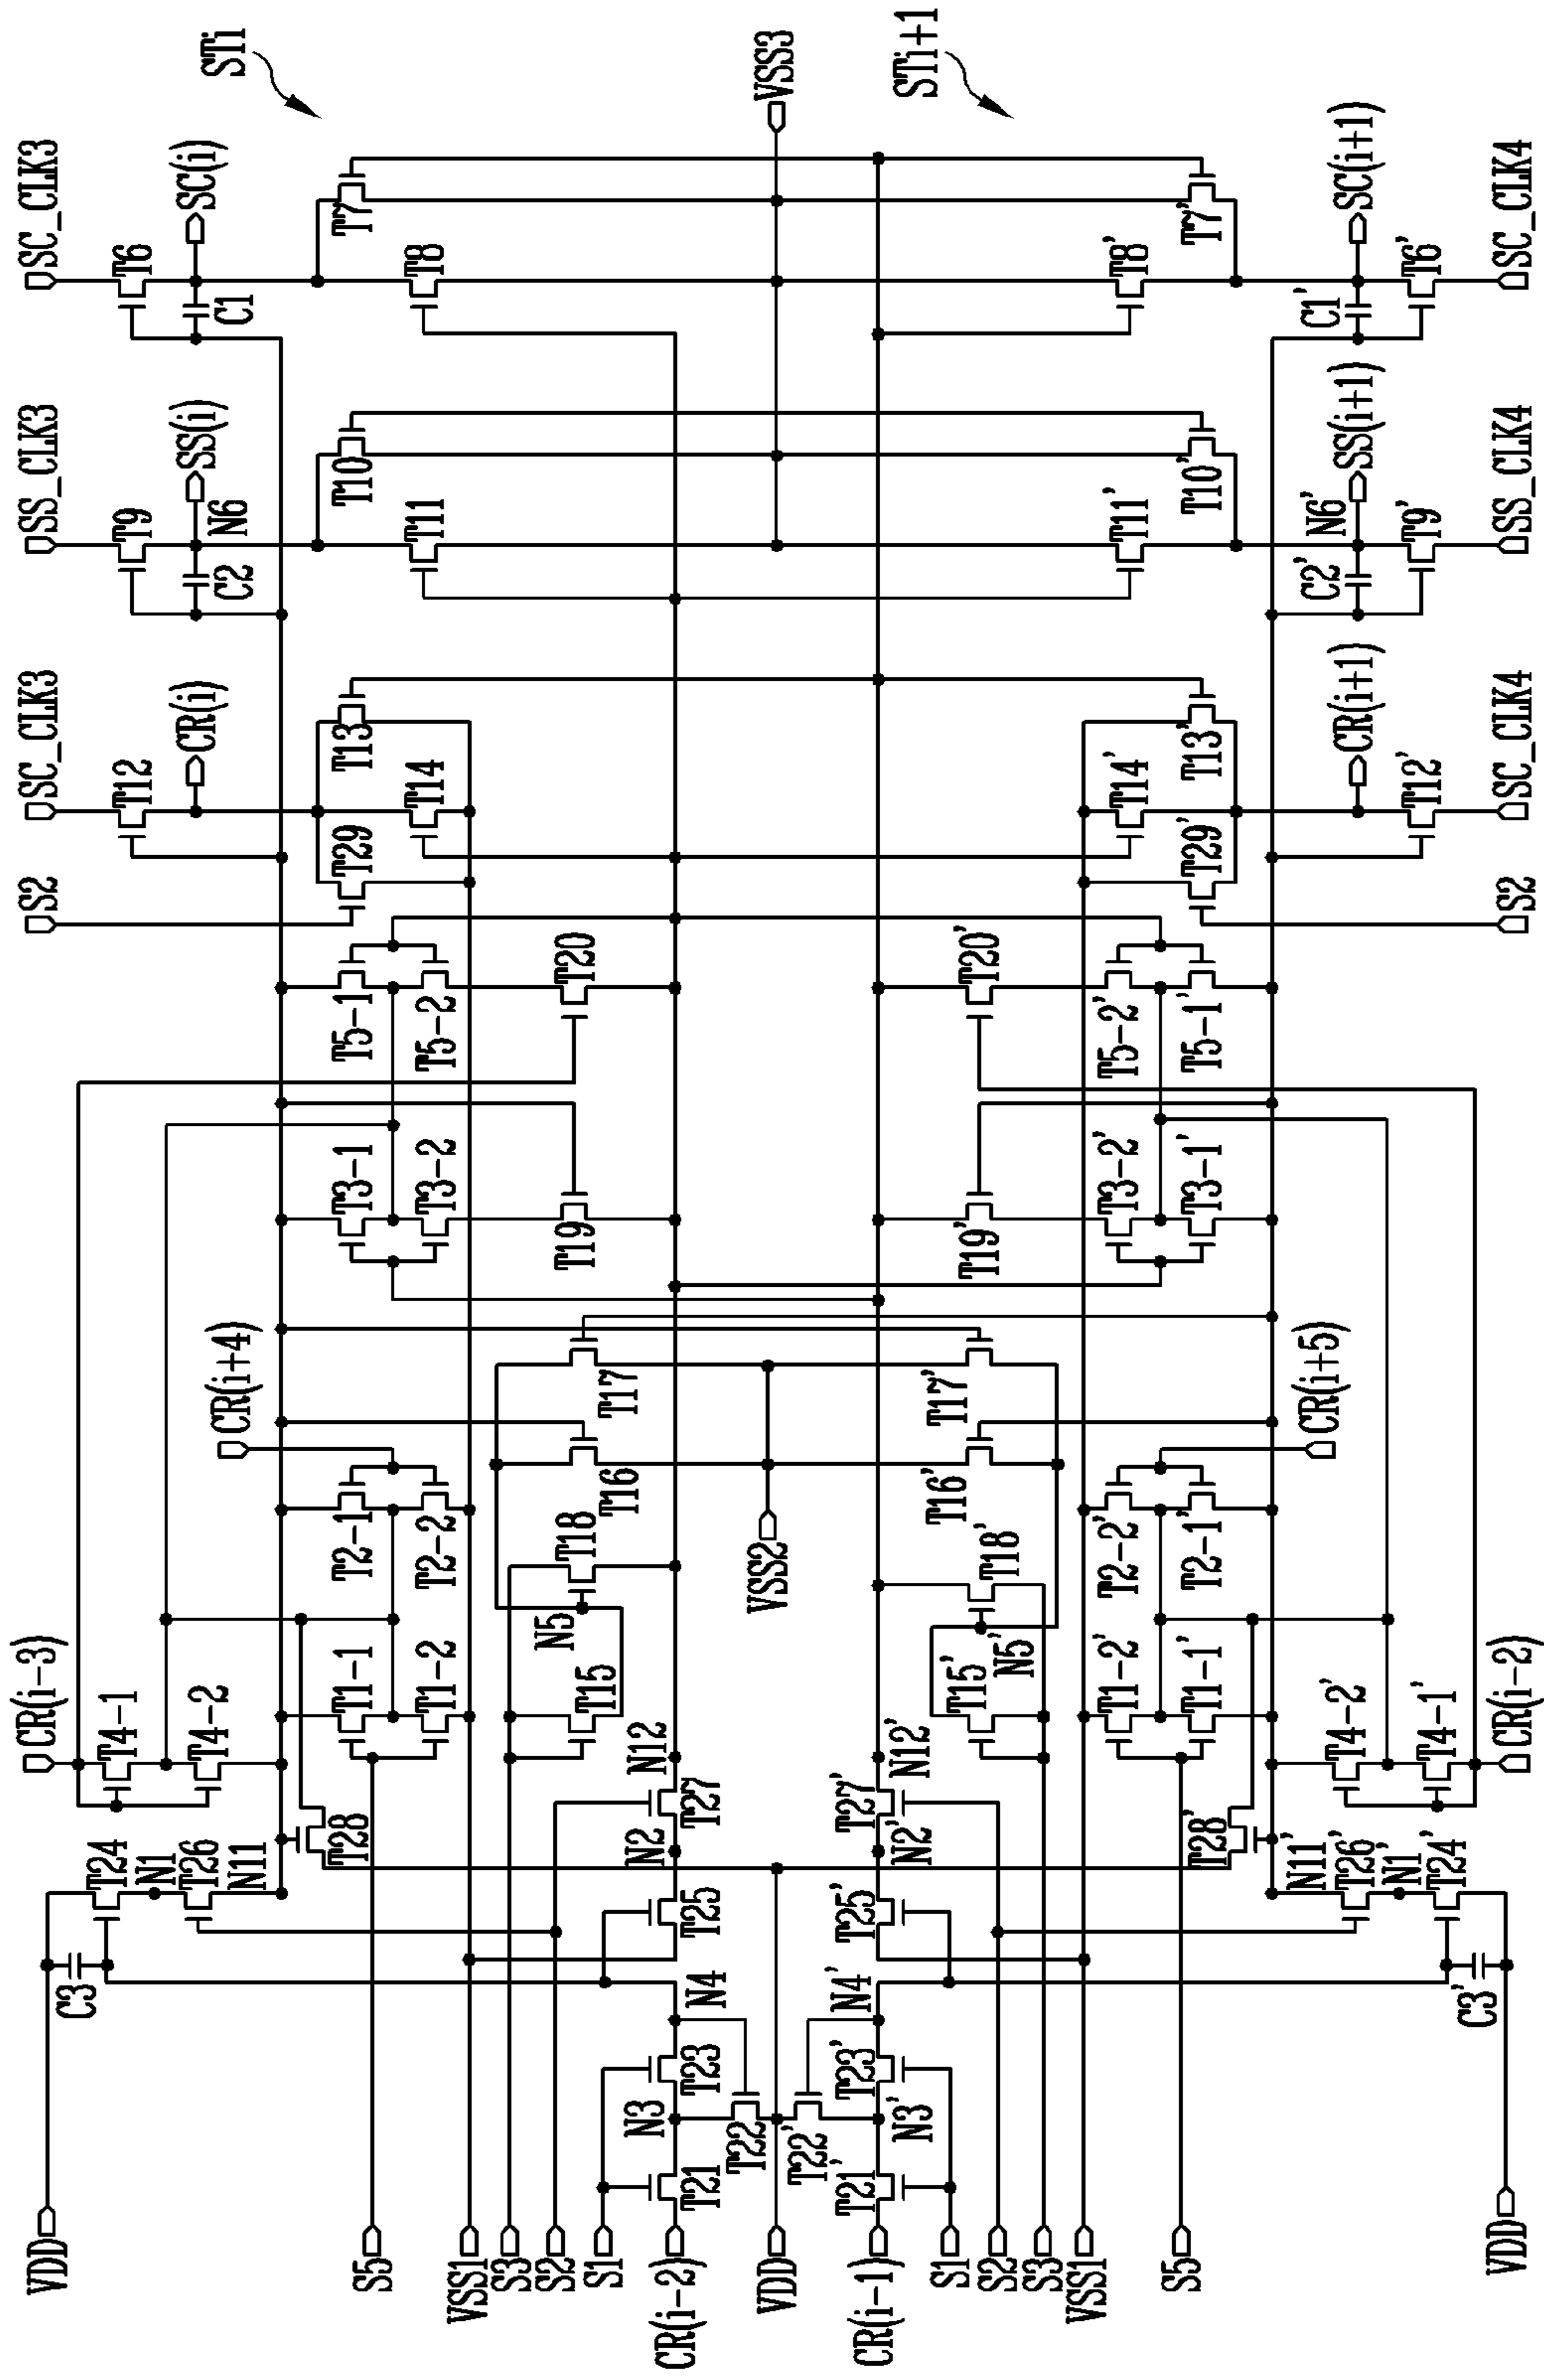 SC_CLK3
SC(i)
T6
C1
T7
T8
STi
VSS3
STi+1
T8'
T7'
C1'
T6'
SC(i+1)
SC_CLK4
SS_CLK3
SS(i)
T9
N6
C2
T10
T11
T11'
T10'
C2'
N6'
T9'
SS(i+1)
SS_CLK4
SC_CLK3
CR(i)
T12
T13
T14
T29
S2
T14'
T13'
T29'
T12'
CR(i+1)
SC_CLK4
S2
T5-1
T5-2
T20
T20'
T5-2'
T5-1'
T3-1
T3-2
T19
T19'
T3-2'
T3-1'
CR(i+4)
T17
T17'
CR(i+5)
T2-1
T2-2
T16
T16'
T18
T18'
T2-2'
T2-1'
VSS2
CR(i-3)
T4-1
T4-2
T1-1
T1-2
N5
T15
T15'
N5'
T1-2'
T1-1'
T4-2'
T4-1'
CR(i-2)
N12
N12'
T28
T27
T27'
T28'
T24
N1
T26
N11
N2
N2'
N11'
T26'
N1'
T24'
T25
T25'
C3
N4
N4'
C3'
T23
T23'
N3
N3'
T22
T22'
T21
T21'
VDD
S5
VSS1
S3
S2
S1
CR(i-2)
VDD
CR(i-1)
S1
S2
S3
VSS1
S5
VDD